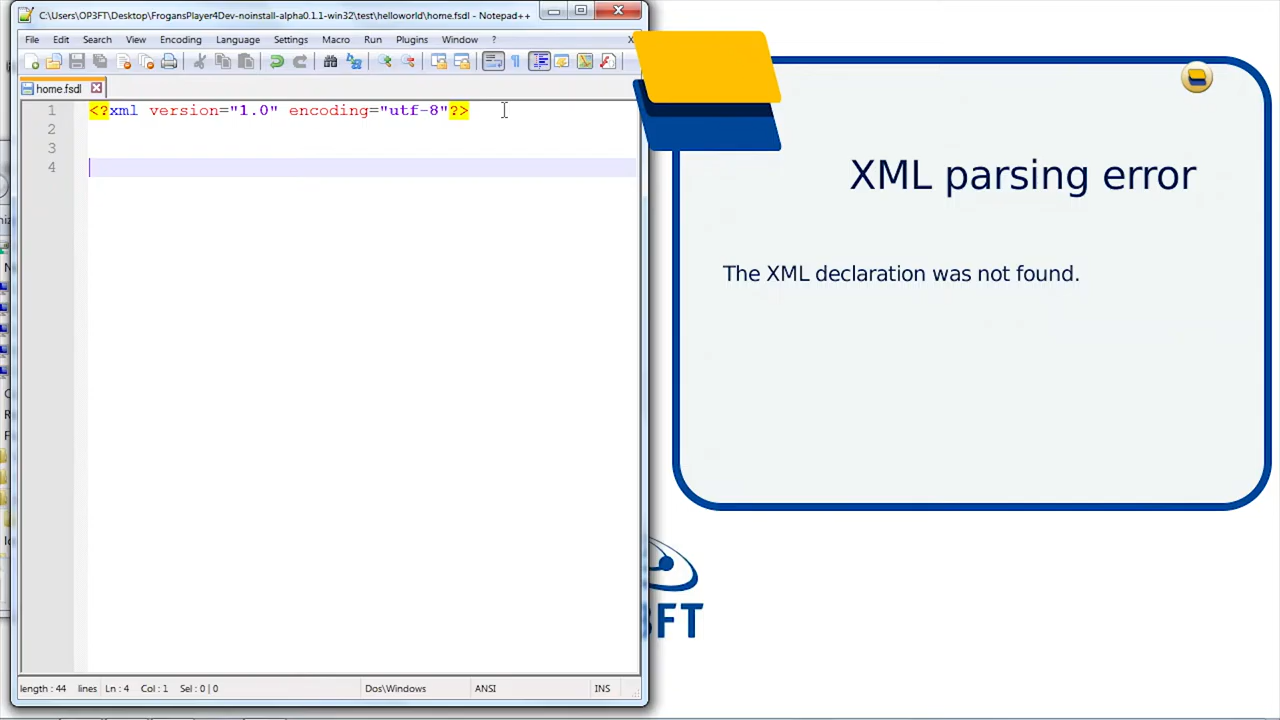 C:\Users\OP3FT\Desktop\FrogansPlayer4Dev-noinstall-alpha0.1.1-win32\test\helloworld\home.fsdl - Notepad++
File Edit Search View Encoding Language Settings Macro Run Plugins Window ? X
home.fsdl
1 <?xml version="1.0" encoding="utf-8"?>
2
3
4
length : 44 lines Ln : 4 Col : 1 Sel : 0 | 0 Dos\Windows ANSI INS
XML parsing error
The XML declaration was not found.
FT